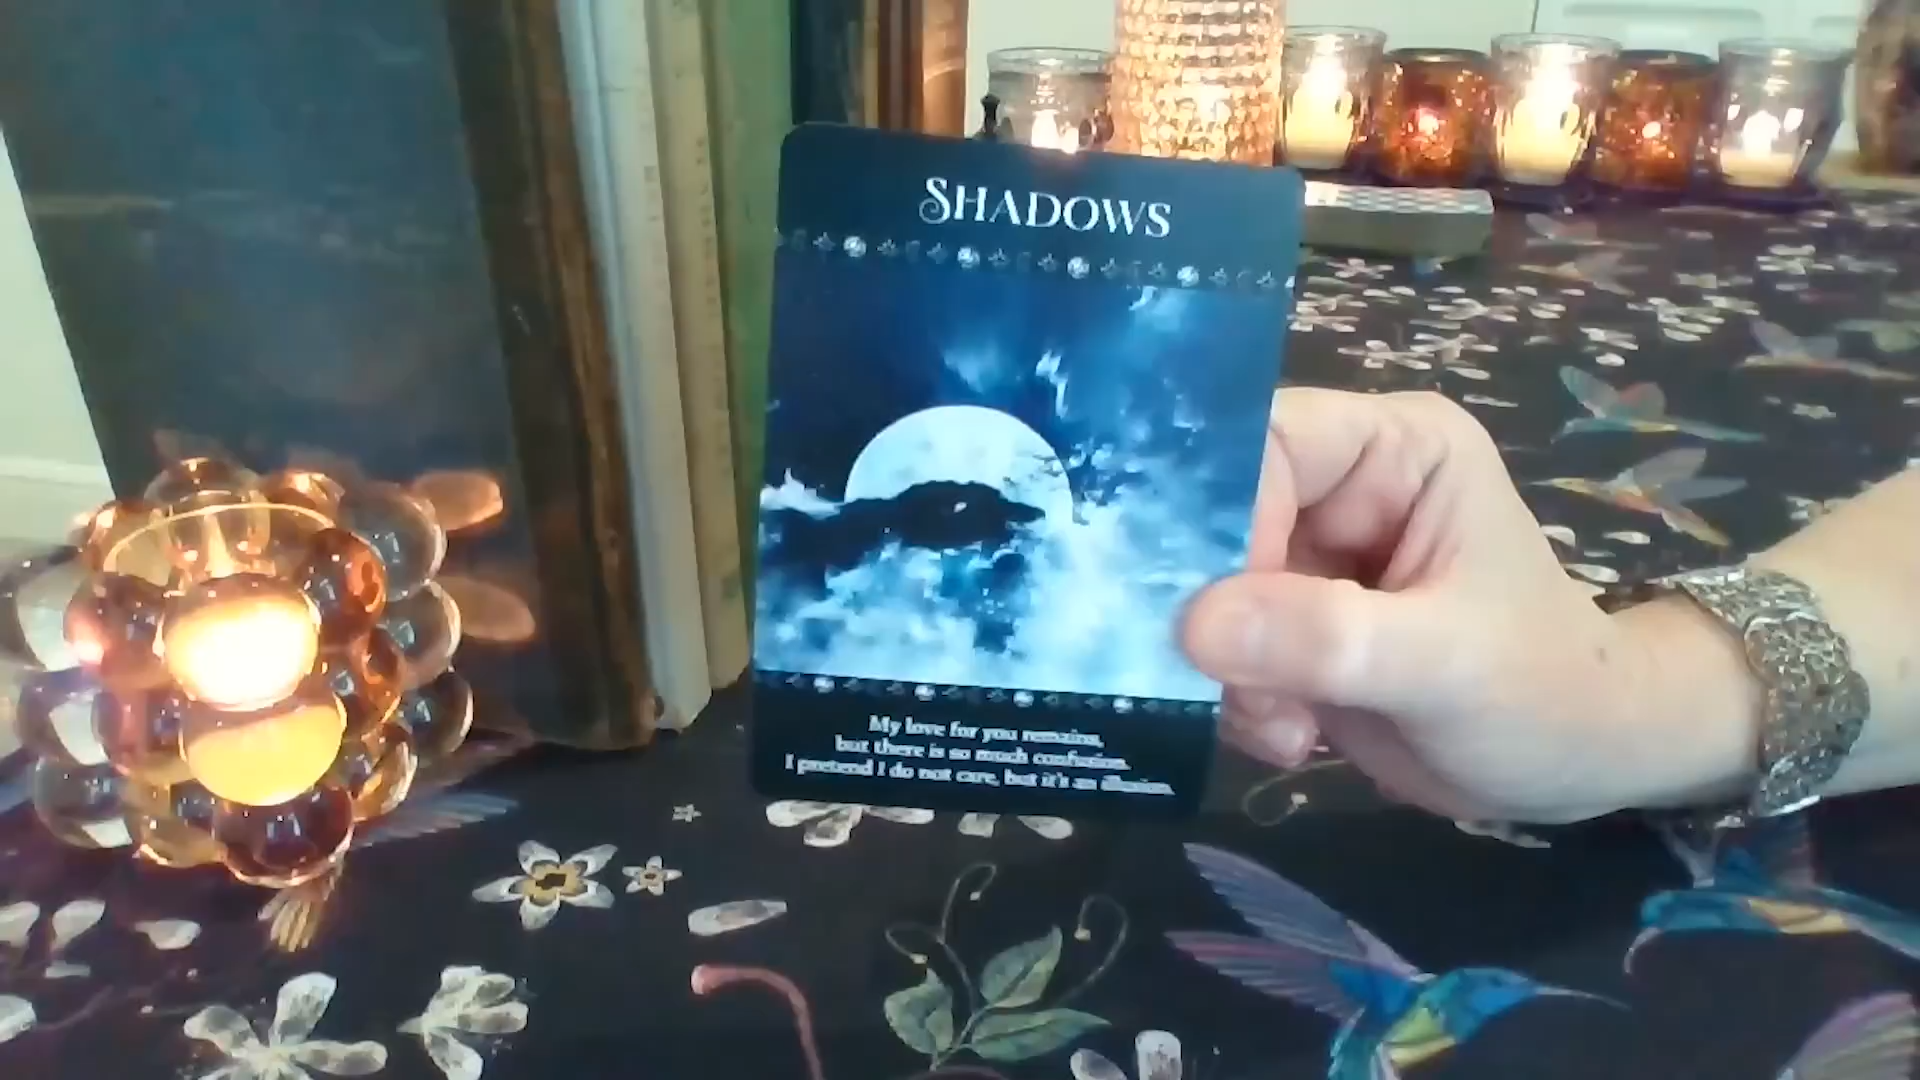 SHADOWS
My love for you remains,
but there is so much confusion.
I pretend I do not care, but it's an illusion.